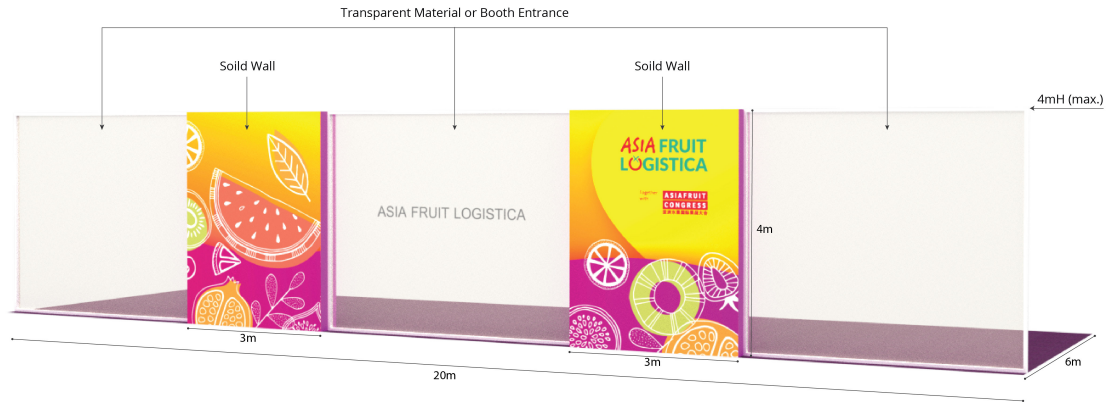 Transparent Material or Booth Entrance
Soild Wall
Soild Wall
4mH (max.)
ASIA FRUIT LOGISTICA
ASIA FRUIT
LOGISTICA
ASIAFRUIT
CONGRESS
4m
3m
3m
20m
6m